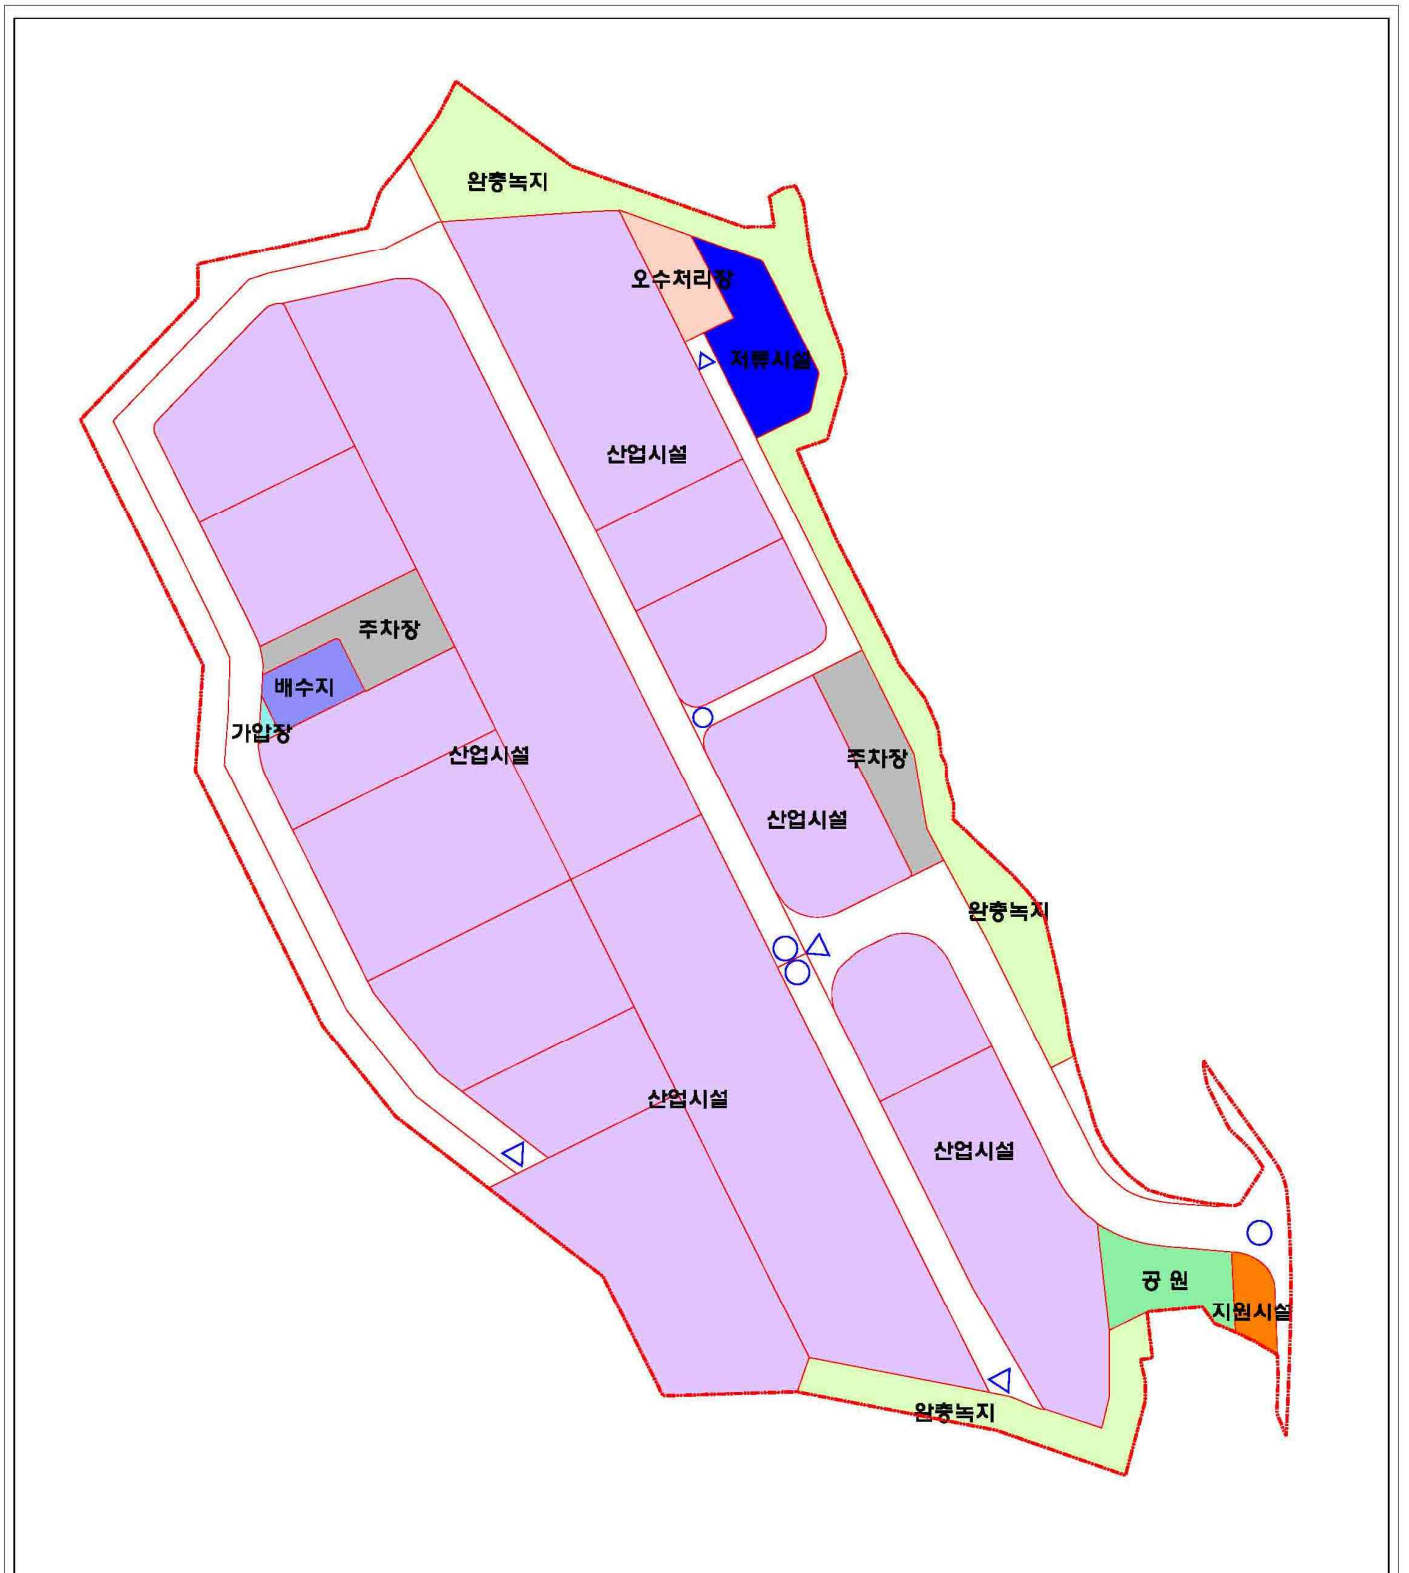 완충녹지
오수처리장
저류시설
산업시설
주차장
배수지
가압장
산업시설
주차장
산업시설
완충녹지
산업시설
산업시설
공 원
지원시설
완충녹지